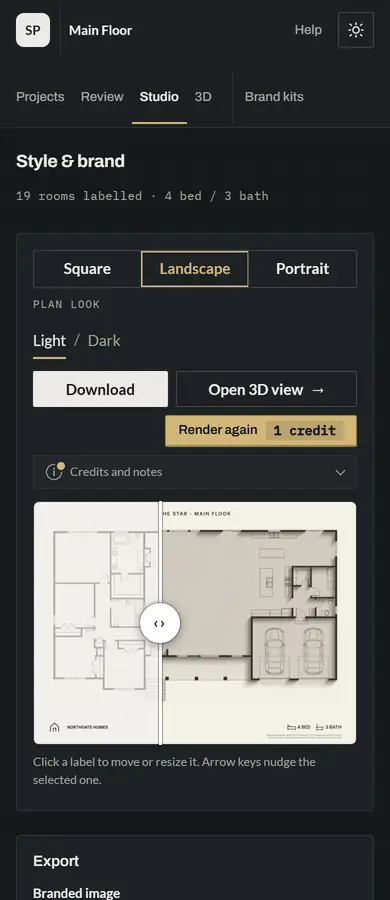 SP Main Floor Help
Projects Review Studio 3D Brand kits
Style & brand
19 rooms labelled · 4 bed / 3 bath
Square Landscape Portrait
PLAN LOOK
Light / Dark
Download Open 3D view →
Render again 1 credit
Credits and notes
HE STAR - MAIN FLOOR
NORTHGATE HOMES 4 BED 3 BATH
Click a label to move or resize it. Arrow keys nudge the
selected one.
Export
Branded image